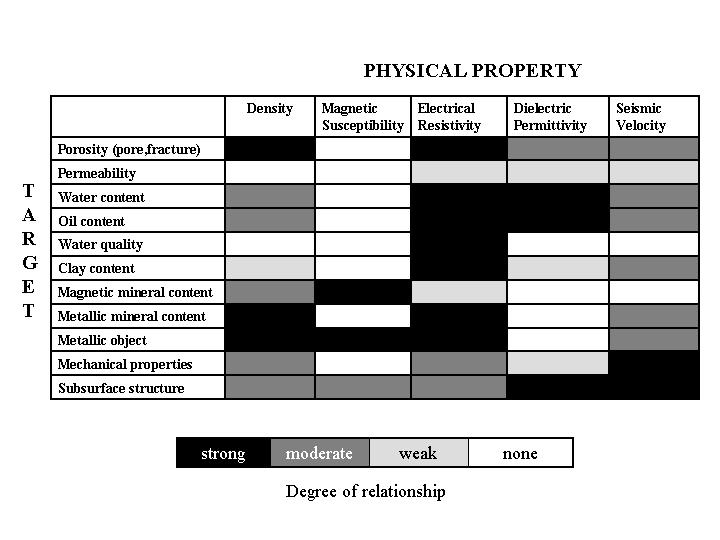 PHYSICAL PROPERTY
Density
Magnetic Susceptibility
Electrical Resistivity
Dielectric Permittivity
Seismic Velocity
TARGET
Porosity (pore,fracture)
Permeability
Water content
Oil content
Water quality
Clay content
Magnetic mineral content
Metallic mineral content
Metallic object
Mechanical properties
Subsurface structure
strong moderate weak none
Degree of relationship